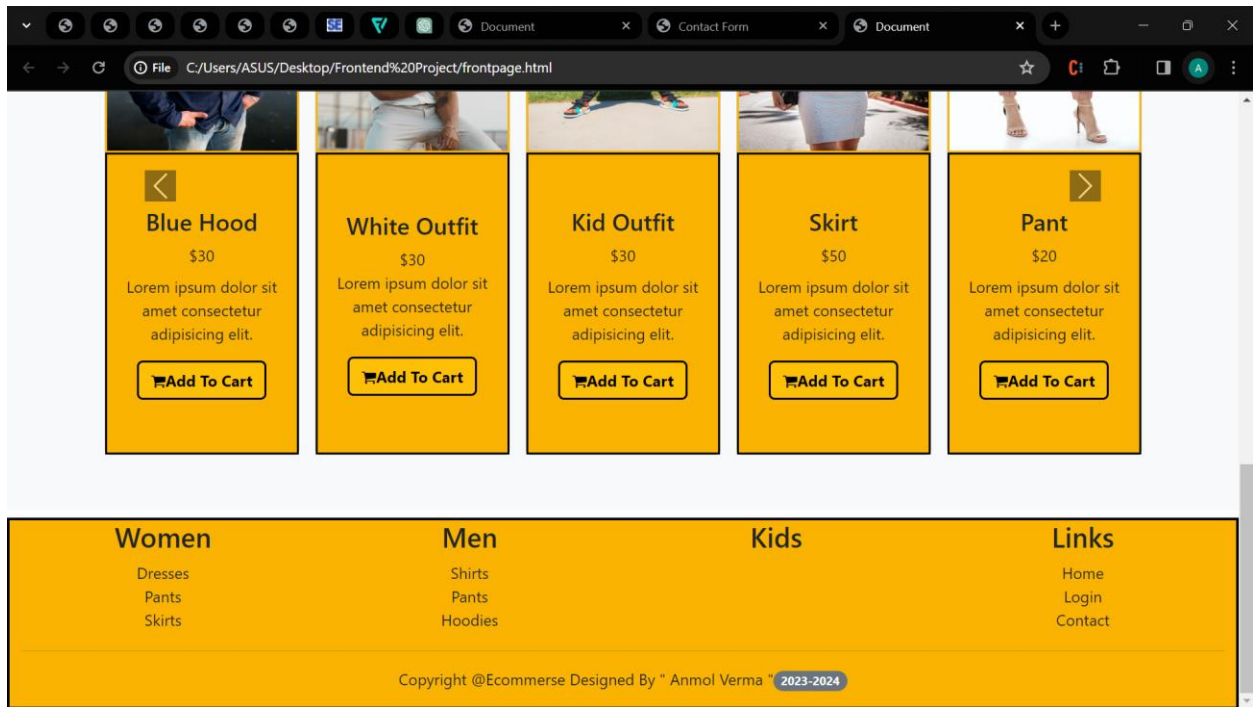 Document
Contact Form
Document
File C:/Users/ASUS/Desktop/Frontend%20Project/frontpage.html
A
Blue Hood
$30
Lorem ipsum dolor sit
amet consectetur
adipisicing elit.
Add To Cart
White Outfit
$30
Lorem ipsum dolor sit
amet consectetur
adipisicing elit.
Add To Cart
Kid Outfit
$30
Lorem ipsum dolor sit
amet consectetur
adipisicing elit.
Add To Cart
Skirt
$50
Lorem ipsum dolor sit
amet consectetur
adipisicing elit.
Add To Cart
Pant
$20
Lorem ipsum dolor sit
amet consectetur
adipisicing elit.
Add To Cart
Women
Dresses
Pants
Skirts
Men
Shirts
Pants
Hoodies
Kids
Links
Home
Login
Contact
Copyright @Ecommerse Designed By " Anmol Verma " 2023-2024